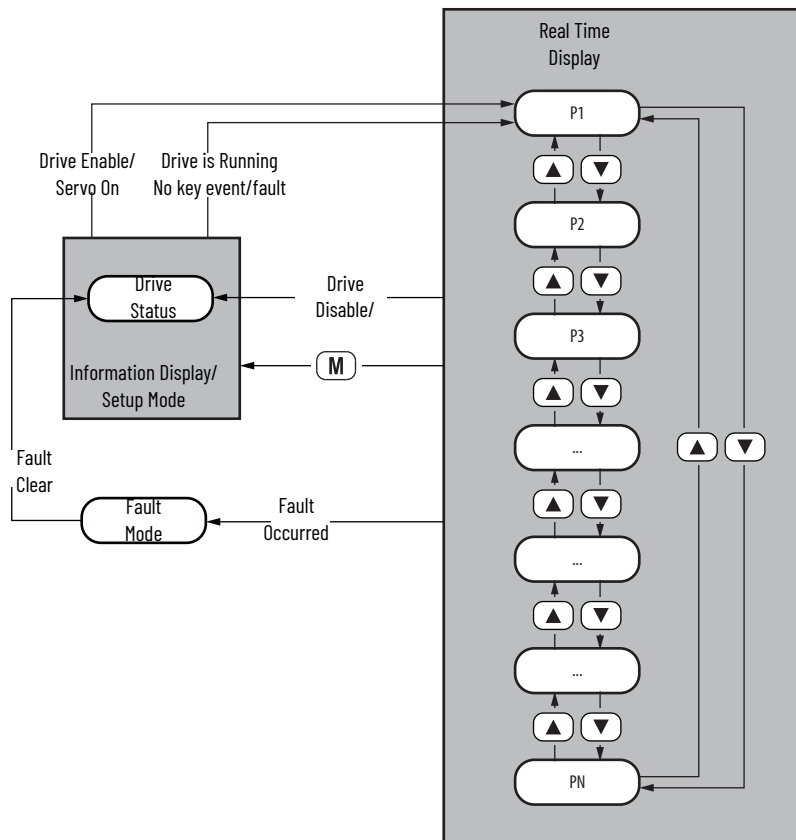 Real Time
Display
P1
Drive Enable/
Servo On
Drive is Running
No key event/fault
▲ ▼
P2
Drive
Status
Drive
Disable/
▲ ▼
P3
M
Information Display/
Setup Mode
▲ ▼
...
▲ ▼
Fault
Clear
▲ ▼
Fault
Mode
Fault
Occurred
...
▲ ▼
...
▲ ▼
PN